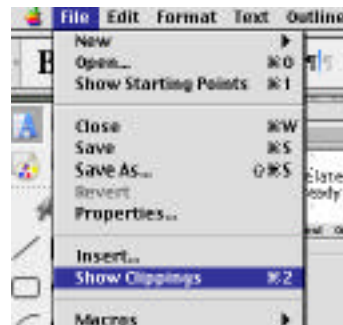 File Edit Format Text Outline
New
Open... ⌘O
Show Starting Points ⌘1
Close ⌘W
Save ⌘S
Save As... ⇧⌘S
Revert
Properties...
Insert...
Show Clippings ⌘2
Macros
B
A